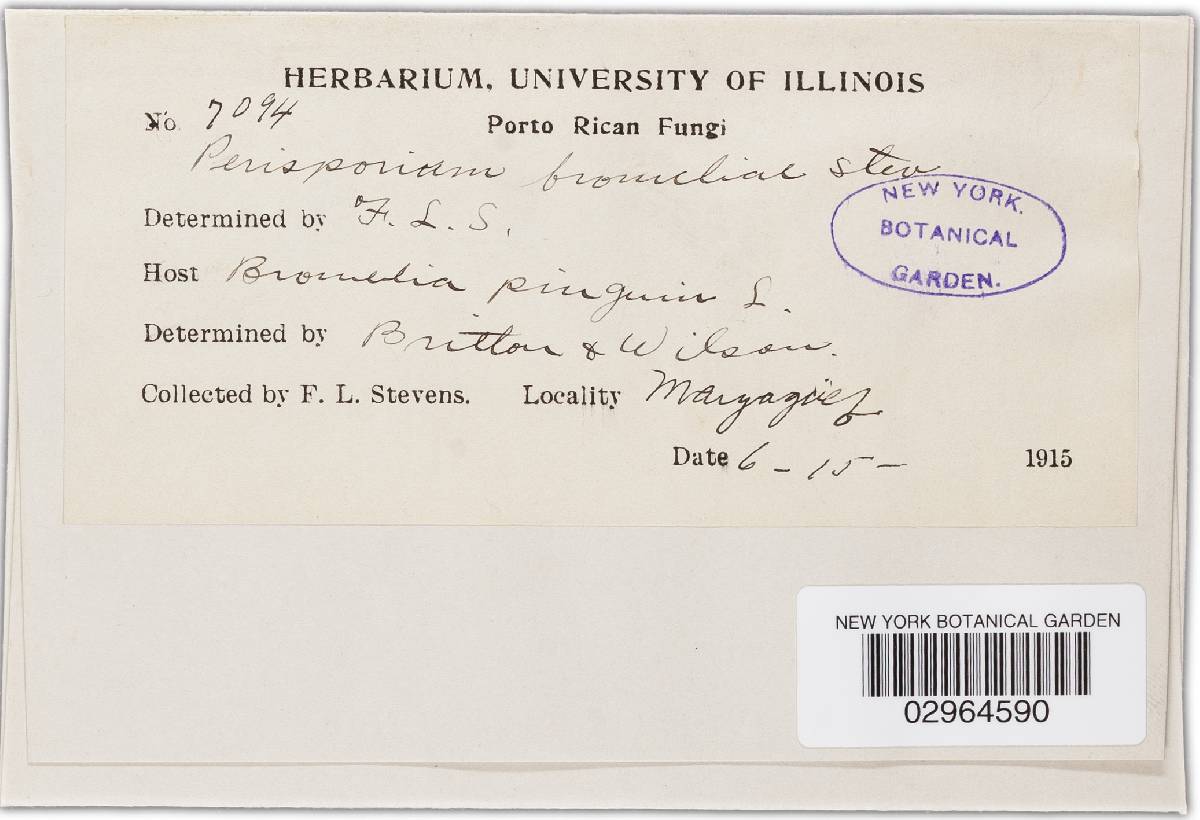 HERBARIUM, UNIVERSITY OF ILLINOIS
No. 7094
Porto Rican Fungi
Perisporium bromeliae Stev
NEW YORK.
BOTANICAL
GARDEN.
Determined by F. L. S.
Host Bromelia pinguin L.
Determined by Britton & Wilson.
Collected by F. L. Stevens. Locality Maryagüez
Date 6-15- 1915
NEW YORK BOTANICAL GARDEN
02964590